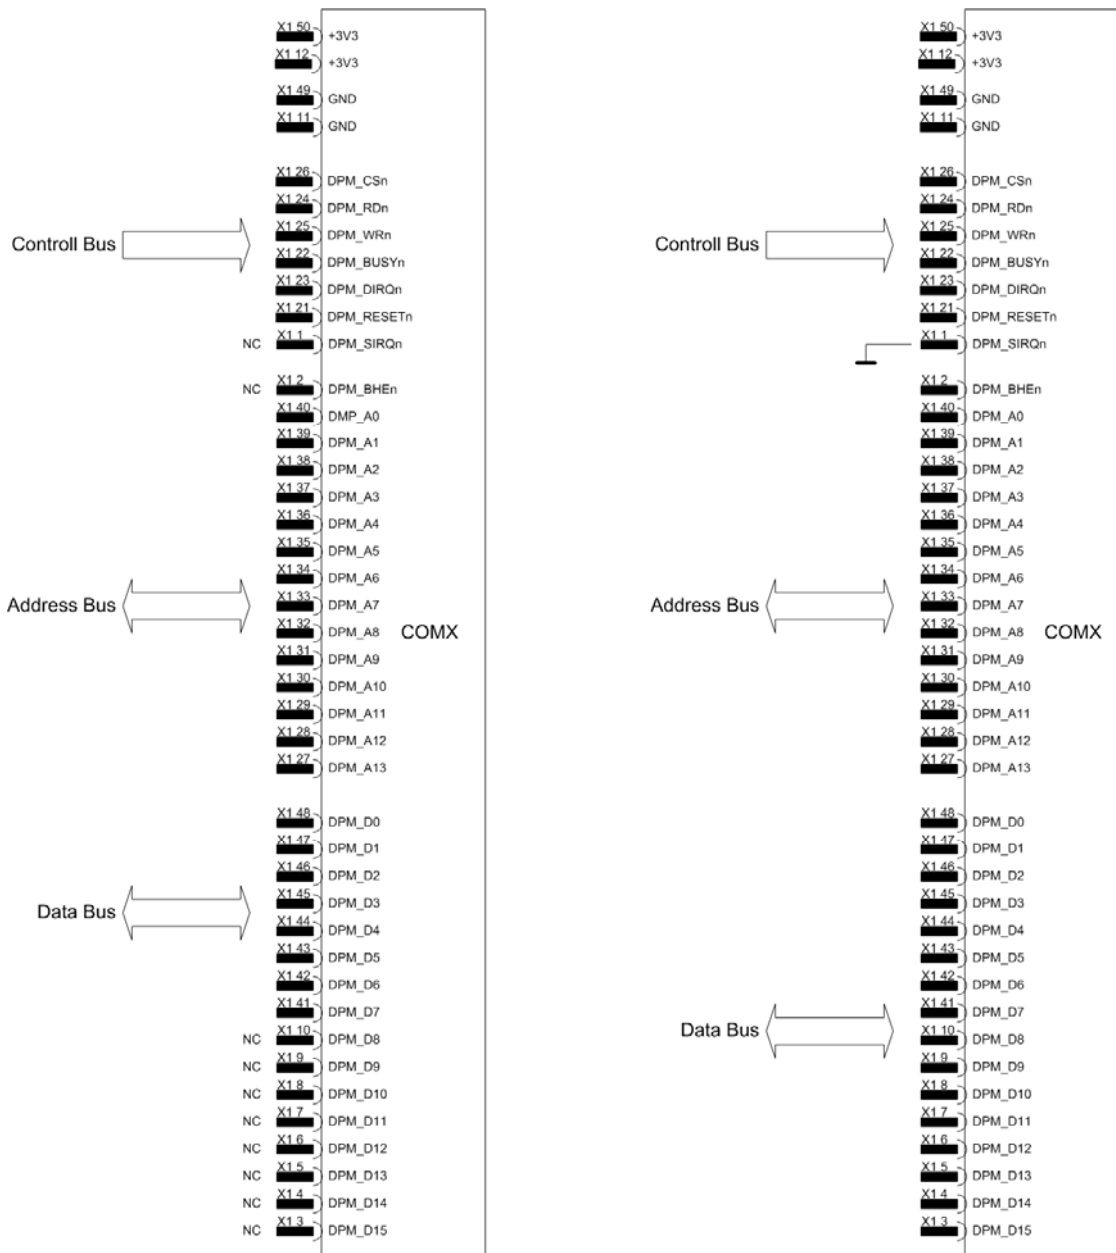 X1 50 +3V3
X1 12 +3V3
X1 49 GND
X1 11 GND
X1 26 DPM_CSn
X1 24 DPM_RDn
X1 25 DPM_WRn
Controll Bus
X1 22 DPM_BUSYn
X1 23 DPM_DIRQn
X1 21 DPM_RESETn
NC X1 1 DPM_SIRQn
NC X1 2 DPM_BHEn
X1 40 DMP_A0
X1 39 DPM_A1
X1 38 DPM_A2
X1 37 DPM_A3
X1 36 DPM_A4
X1 35 DPM_A5
X1 34 DPM_A6
Address Bus X1 33 DPM_A7
X1 32 DPM_A8 COMX
X1 31 DPM_A9
X1 30 DPM_A10
X1 29 DPM_A11
X1 28 DPM_A12
X1 27 DPM_A13
X1 48 DPM_D0
X1 47 DPM_D1
X1 46 DPM_D2
X1 45 DPM_D3
Data Bus
X1 44 DPM_D4
X1 43 DPM_D5
X1 42 DPM_D6
X1 41 DPM_D7
NC X1 10 DPM_D8
NC X1 9 DPM_D9
NC X1 8 DPM_D10
NC X1 7 DPM_D11
NC X1 6 DPM_D12
NC X1 5 DPM_D13
NC X1 4 DPM_D14
NC X1 3 DPM_D15
X1 50 +3V3
X1 12 +3V3
X1 49 GND
X1 11 GND
X1 26 DPM_CSn
X1 24 DPM_RDn
X1 25 DPM_WRn
Controll Bus
X1 22 DPM_BUSYn
X1 23 DPM_DIRQn
X1 21 DPM_RESETn
X1 1 DPM_SIRQn
X1 2 DPM_BHEn
X1 40 DPM_A0
X1 39 DPM_A1
X1 38 DPM_A2
X1 37 DPM_A3
X1 36 DPM_A4
X1 35 DPM_A5
X1 34 DPM_A6
Address Bus X1 33 DPM_A7
X1 32 DPM_A8 COMX
X1 31 DPM_A9
X1 30 DPM_A10
X1 29 DPM_A11
X1 28 DPM_A12
X1 27 DPM_A13
X1 48 DPM_D0
X1 47 DPM_D1
X1 46 DPM_D2
X1 45 DPM_D3
X1 44 DPM_D4
X1 43 DPM_D5
X1 42 DPM_D6
X1 41 DPM_D7
Data Bus
X1 10 DPM_D8
X1 9 DPM_D9
X1 8 DPM_D10
X1 7 DPM_D11
X1 6 DPM_D12
X1 5 DPM_D13
X1 4 DPM_D14
X1 3 DPM_D15